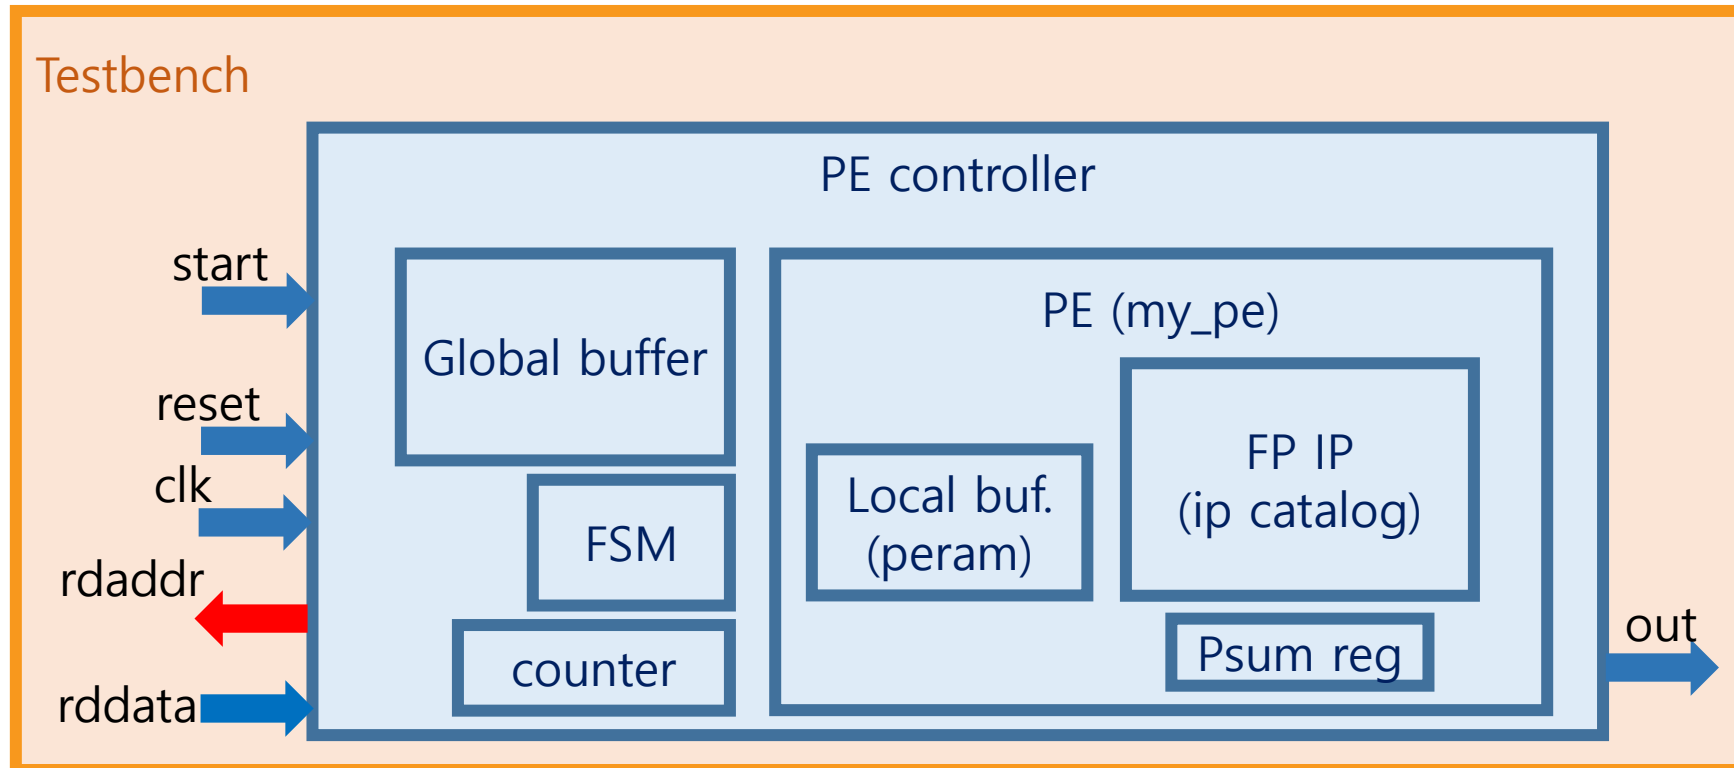 Testbench
PE controller
start
reset
clk
rdaddr
rddata
Global buffer
FSM
counter
PE (my_pe)
Local buf.
(peram)
FP IP
(ip catalog)
Psum reg
out